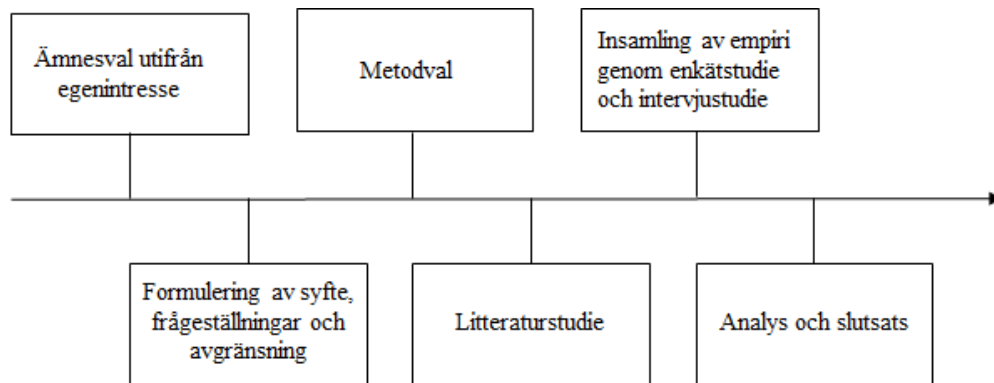 Ämnesval utifrån
egenintresse
Metodval
Insamling av empiri
genom enkätstudie
och intervjustudie
Formulering av syfte,
frågeställningar och
avgränsning
Litteraturstudie
Analys och slutsats